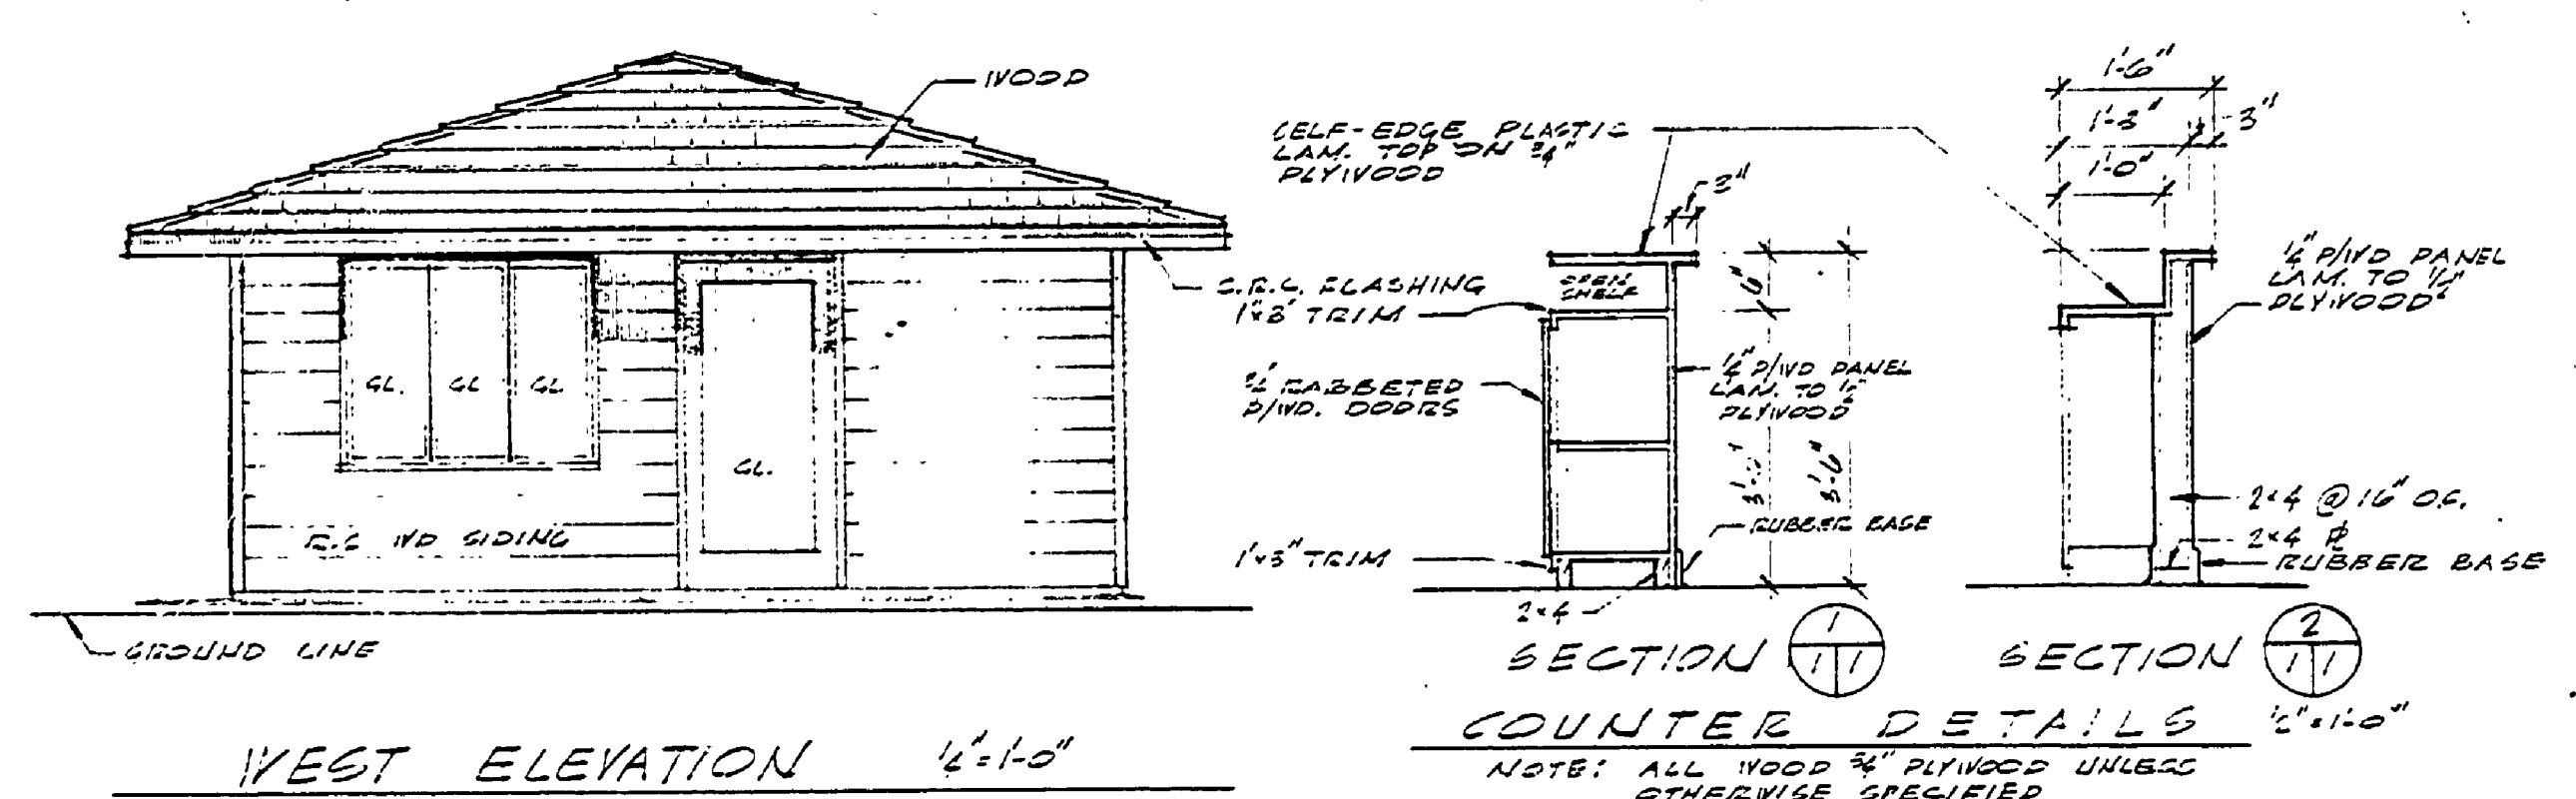 WOOD
G.R.C. FLASHING
1"x8" TRIM
GL.
GL
GL
GL.
R.S WD SIDING
GROUND LINE
WEST ELEVATION 1/4"=1'-0"
SELF-EDGE PLASTIC
LAM. TOP ON 3/4"
PLYWOOD
3"
OPEN
SHELF
6"
3/4" RABBETED
P/WD. DOORS
1/4" P/WD PANEL
LAM. TO 1/2"
PLYWOOD
3'-0"
3'-6"
RUBBER BASE
1"x3" TRIM
2x4
SECTION 1
1 1
1'-6"
1'-3"
3"
1'-0"
1/4" P/WD PANEL
LAM. TO 1/2"
PLYWOOD
2x4 @ 16" O.C.
2x4 PL
RUBBER BASE
SECTION 2
1 1
COUNTER DETAILS 1/2"=1'-0"
NOTE: ALL WOOD 3/4" PLYWOOD UNLESS
OTHERWISE SPECIFIED